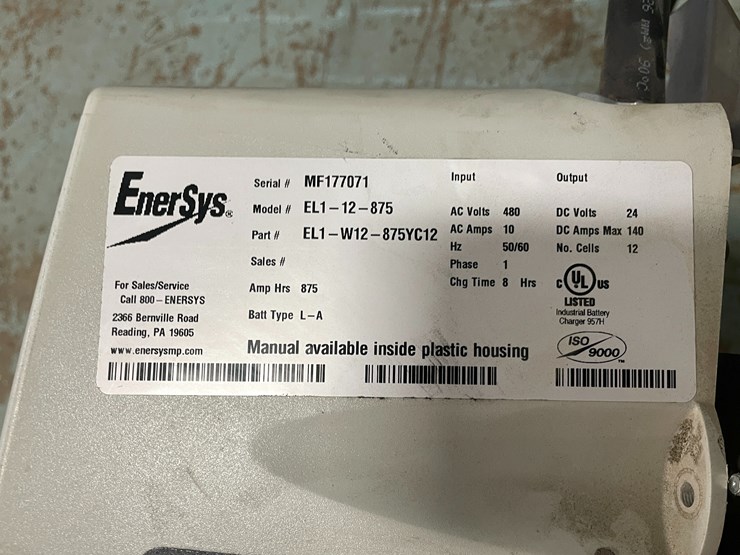 EnerSys®
Serial # MF177071
Model # EL1-12-875
Part # EL1-W12-875YC12
Sales #
Amp Hrs 875
Batt Type L-A
Input
AC Volts 480
AC Amps 10
Hz 50/60
Phase 1
Chg Time 8 Hrs
Output
DC Volts 24
DC Amps Max 140
No. Cells 12
C UL US
LISTED
Industrial Battery
Charger 957H
For Sales/Service
Call 800-ENERSYS
2366 Bernville Road
Reading, PA 19605
www.enersysmp.com
Manual available inside plastic housing
ISO
9000
TM
2006